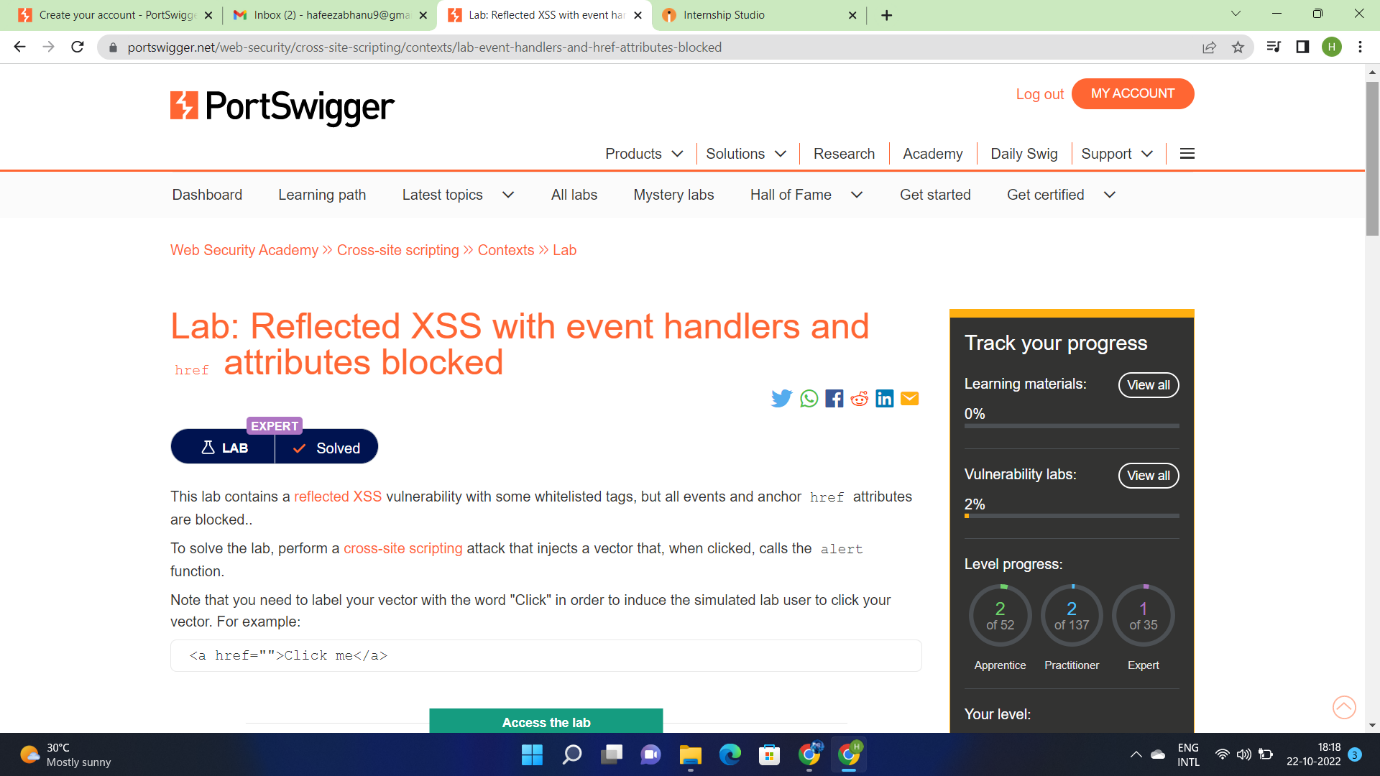 Create your account - PortSwigg
Inbox (2) - hafeezabhanu9@gma
Lab: Reflected XSS with event ha
Internship Studio
portswigger.net/web-security/cross-site-scripting/contexts/lab-event-handlers-and-href-attributes-blocked
H
PortSwigger
Log out
MY ACCOUNT
Products
Solutions
Research
Academy
Daily Swig
Support
Dashboard
Learning path
Latest topics
All labs
Mystery labs
Hall of Fame
Get started
Get certified
Web Security Academy » Cross-site scripting » Contexts » Lab
Lab: Reflected XSS with event handlers and
href attributes blocked
EXPERT
LAB
Solved
This lab contains a reflected XSS vulnerability with some whitelisted tags, but all events and anchor href attributes
are blocked..
To solve the lab, perform a cross-site scripting attack that injects a vector that, when clicked, calls the alert
function.
Note that you need to label your vector with the word "Click" in order to induce the simulated lab user to click your
vector. For example:
<a href="">Click me</a>
Access the lab
Track your progress
Learning materials:
View all
0%
Vulnerability labs:
View all
2%
Level progress:
2
of 52
2
of 137
1
of 35
Apprentice
Practitioner
Expert
Your level:
30°C
Mostly sunny
H
ENG
INTL
18:18
22-10-2022
3